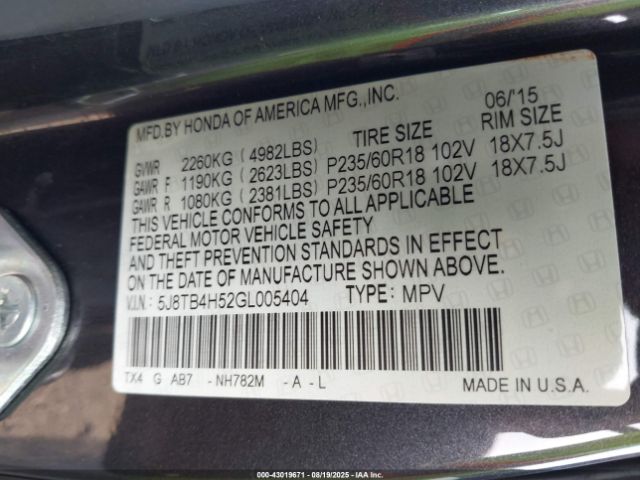 MFD.BY HONDA OF AMERICA MFG.,INC. 06/'15
TIRE SIZE RIM SIZE
GVWR 2260KG (4982LBS)
GAWR F 1190KG (2623LBS) P235/60R18 102V 18X7.5J
GAWR R 1080KG (2381LBS) P235/60R18 102V 18X7.5J
THIS VEHICLE CONFORMS TO ALL APPLICABLE
FEDERAL MOTOR VEHICLE SAFETY
AND THEFT PREVENTION STANDARDS IN EFFECT
ON THE DATE OF MANUFACTURE SHOWN ABOVE.
V.I.N.: 5J8TB4H52GL005404 TYPE: MPV
TX4 G AB7 -NH782M -A -L
MADE IN U.S.A.
000-43019671 - 08/19/2025 - IAAI.COM